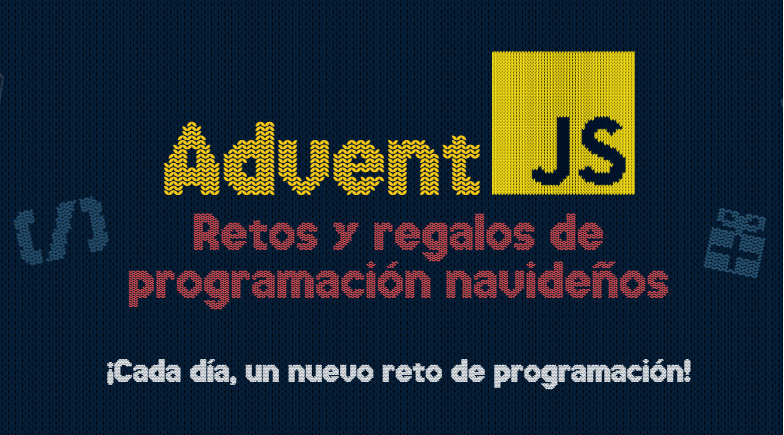 Advent JS
Retos y regalos de
programación navideños
¡Cada día, un nuevo reto de programación!